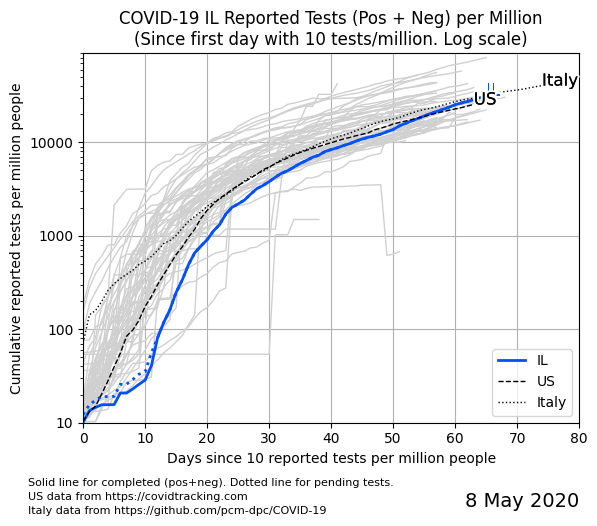 COVID-19 IL Reported Tests (Pos + Neg) per Million
(Since first day with 10 tests/million. Log scale)
Cumulative reported tests per million people
10000
1000
100
10
Italy
US
IL
US
Italy
0 10 20 30 40 50 60 70 80
Days since 10 reported tests per million people
Solid line for completed (pos+neg). Dotted line for pending tests.
US data from https://covidtracking.com
Italy data from https://github.com/pcm-dpc/COVID-19
8 May 2020